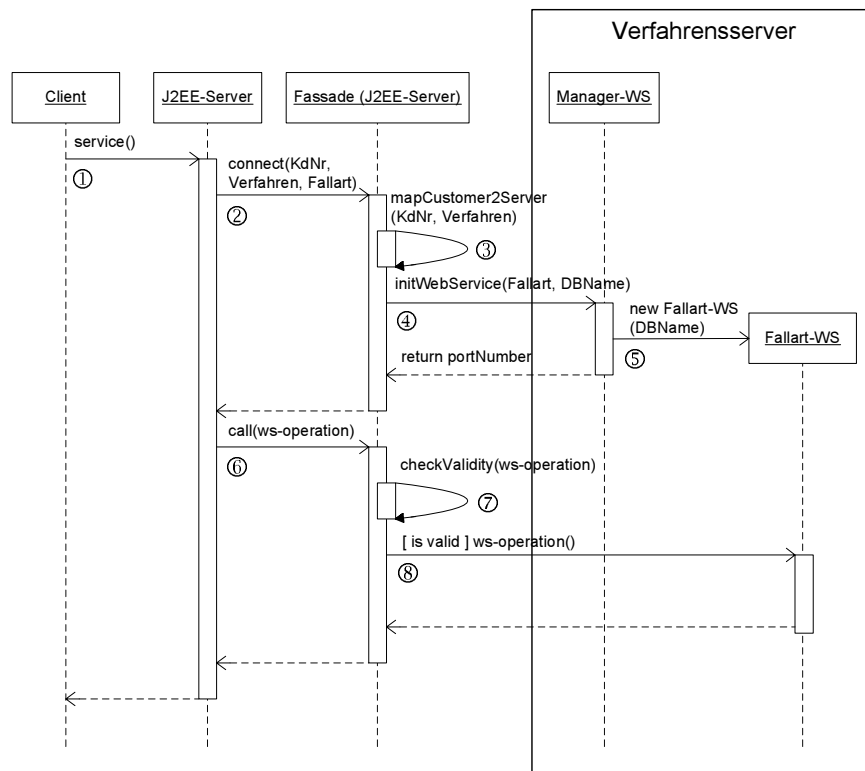 Verfahrensserver
Client
J2EE-Server
Fassade (J2EE-Server)
Manager-WS
service()
①
connect(KdNr,
Verfahren, Fallart)
②
mapCustomer2Server
(KdNr, Verfahren)
③
initWebService(Fallart, DBName)
④
new Fallart-WS
(DBName)
⑤
Fallart-WS
return portNumber
call(ws-operation)
⑥
checkValidity(ws-operation)
⑦
[ is valid ] ws-operation()
⑧